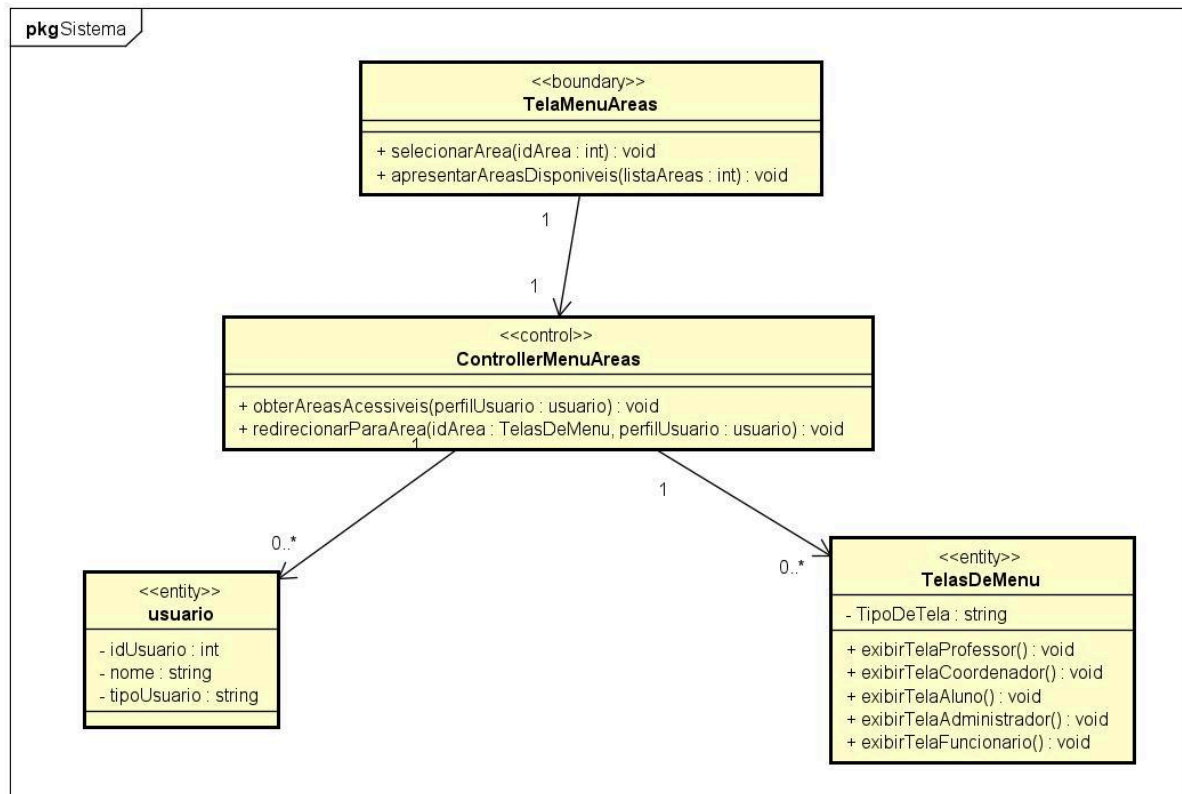 pkg Sistema
<<boundary>>
TelaMenuAreas
+ selecionarArea(idArea : int) : void
+ apresentarAreasDisponiveis(listaAreas : int) : void
1
1
<<control>>
ControllerMenuAreas
+ obterAreasAcessiveis(perfilUsuario : usuario) : void
+ redirecionarParaArea(idArea : TelasDeMenu, perfilUsuario : usuario) : void
1
1
0..*
0..*
<<entity>>
usuario
- idUsuario : int
- nome : string
- tipoUsuario : string
<<entity>>
TelasDeMenu
- TipoDeTela : string
+ exibirTelaProfessor() : void
+ exibirTelaCoordenador() : void
+ exibirTelaAluno() : void
+ exibirTelaAdministrador() : void
+ exibirTelaFuncionario() : void